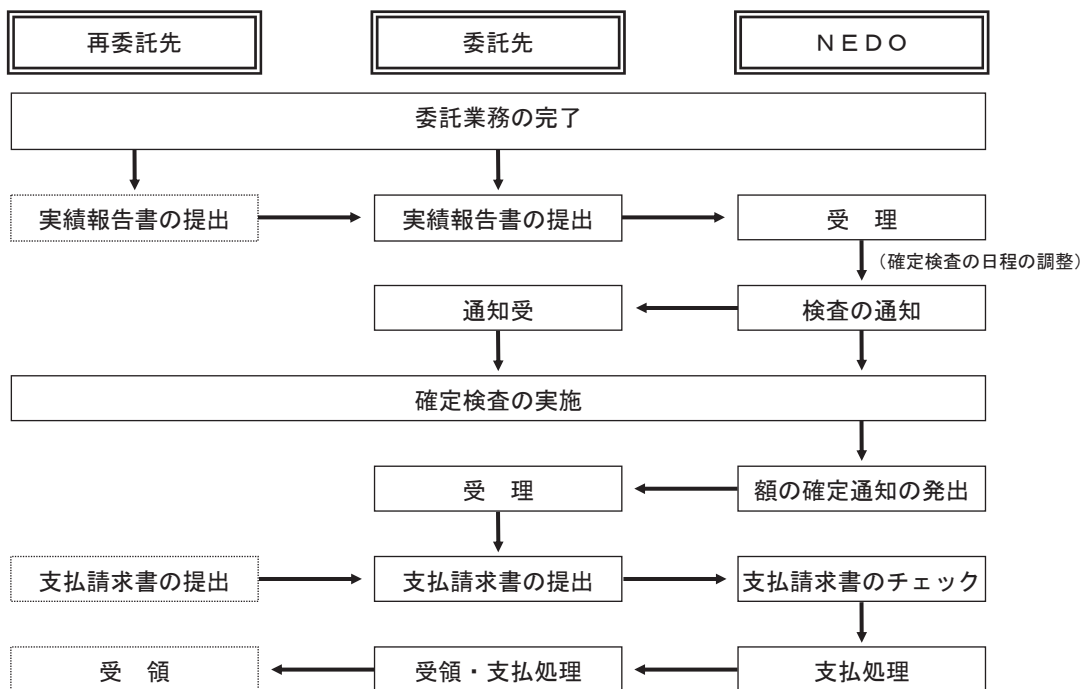 再委託先
委託先
ＮＥＤＯ
委託業務の完了
実績報告書の提出
実績報告書の提出
受　理
（確定検査の日程の調整）
通知受
検査の通知
確定検査の実施
受　理
額の確定通知の発出
支払請求書の提出
支払請求書の提出
支払請求書のチェック
受　領
受領・支払処理
支払処理